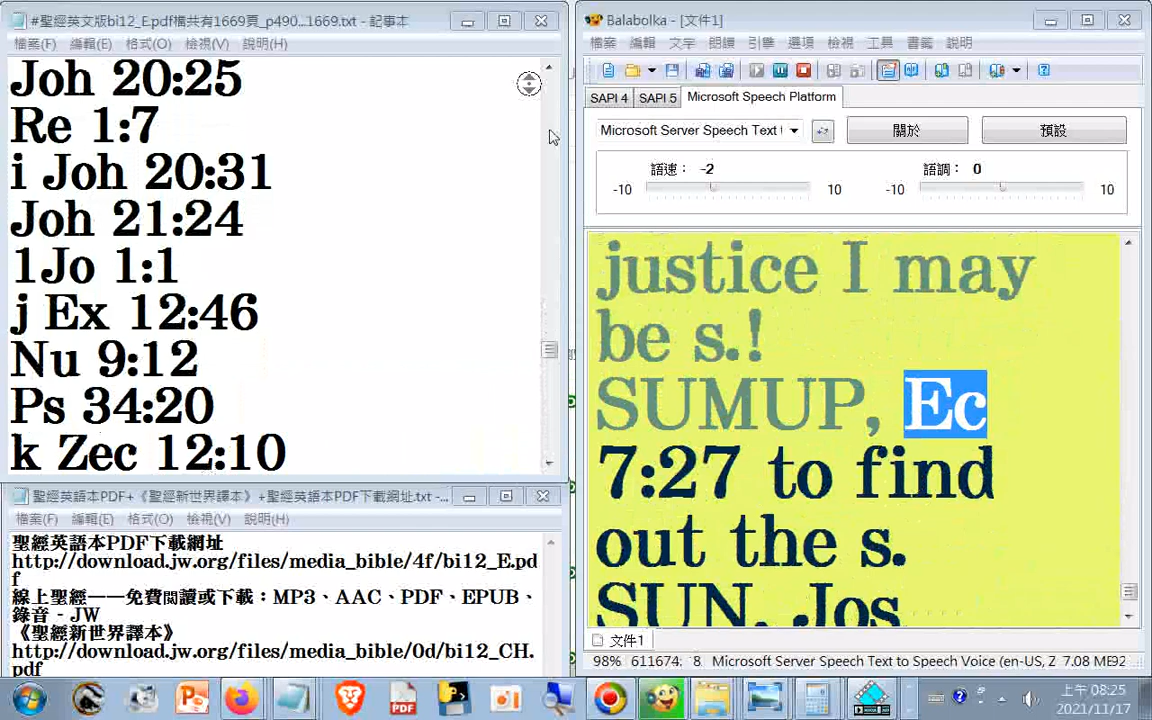 #聖經英文版bi12_E.pdf檔共有1669頁_p490...1669.txt - 記事本
檔案(F) 編輯(E) 格式(O) 檢視(V) 說明(H)
Joh 20:25
Re 1:7
i Joh 20:31
Joh 21:24
1Jo 1:1
j Ex 12:46
Nu 9:12
Ps 34:20
k Zec 12:10
聖經英語本PDF+《聖經新世界譯本》+聖經英語本PDF下載網址.txt -...
檔案(F) 編輯(E) 格式(O) 檢視(V) 說明(H)
聖經英語本PDF下載網址
http://download.jw.org/files/media_bible/4f/bi12_E.pd
f
線上聖經——免費閱讀或下載：MP3、AAC、PDF、EPUB、
錄音 - JW
《聖經新世界譯本》
http://download.jw.org/files/media_bible/0d/bi12_CH.
pdf
Balabolka - [文件1]
檔案 編輯 文字 朗讀 引擎 選項 檢視 工具 書籤 說明
SAPI 4 SAPI 5 Microsoft Speech Platform
Microsoft Server Speech Text
關於 預設
語速： -2 語調： 0
-10 10 -10 10
justice I may
be s.!
SUMUP, Ec
7:27 to find
out the s.
SUN, Jos
文件1
98% 611674: 8 Microsoft Server Speech Text to Speech Voice (en-US, Z 7.08 ME92
PDF
上午 08:25
2021/11/17